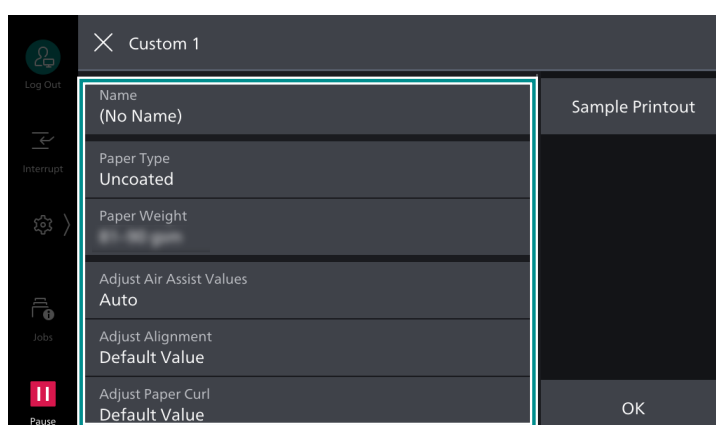 Custom 1
Log Out
Name
(No Name)
Sample Printout
Interrupt
Paper Type
Uncoated
Paper Weight
Adjust Air Assist Values
Auto
Jobs
Adjust Alignment
Default Value
Adjust Paper Curl
Default Value
OK
Pause